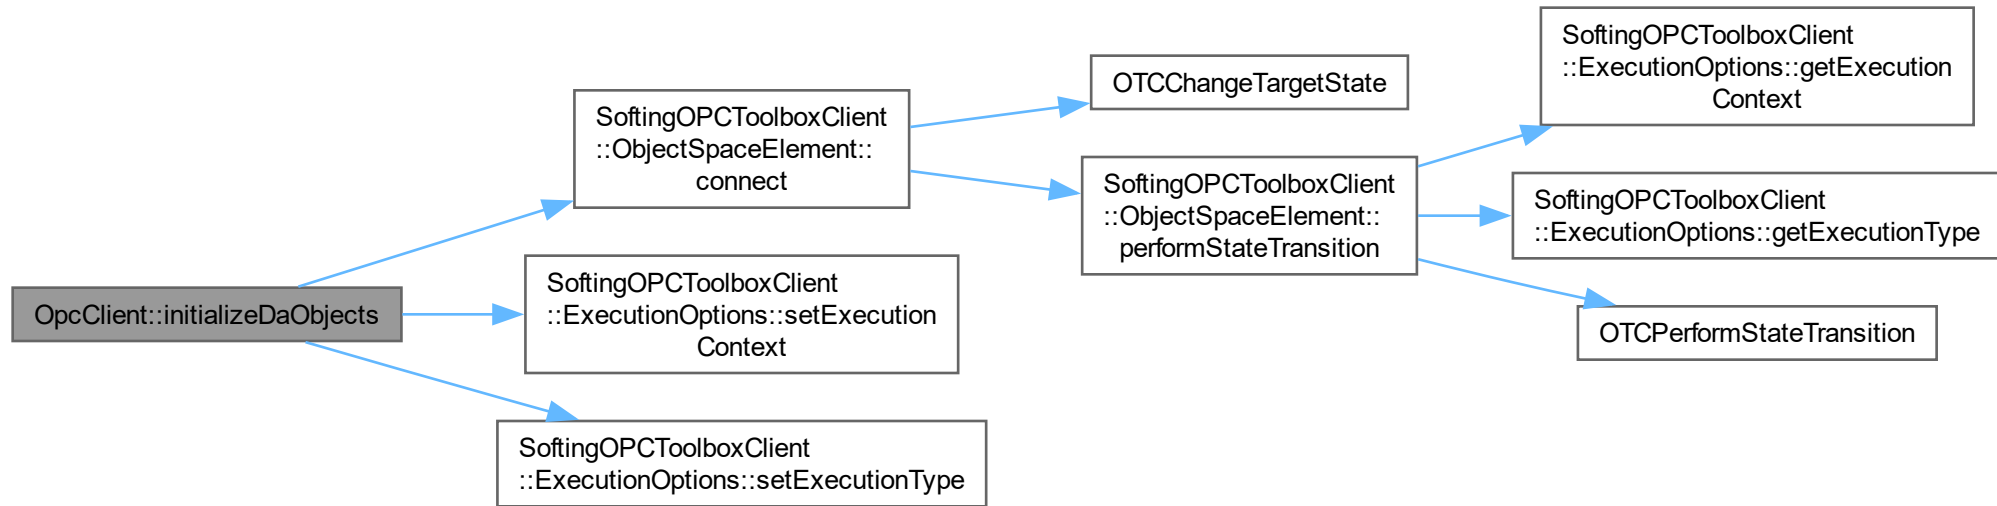 OpcClient::initializeDaObjects
SoftingOPCToolboxClient
::ObjectSpaceElement::
connect
SoftingOPCToolboxClient
::ExecutionOptions::setExecution
Context
SoftingOPCToolboxClient
::ExecutionOptions::setExecutionType
OTCChangeTargetState
SoftingOPCToolboxClient
::ObjectSpaceElement::
performStateTransition
SoftingOPCToolboxClient
::ExecutionOptions::getExecution
Context
SoftingOPCToolboxClient
::ExecutionOptions::getExecutionType
OTCPerformStateTransition